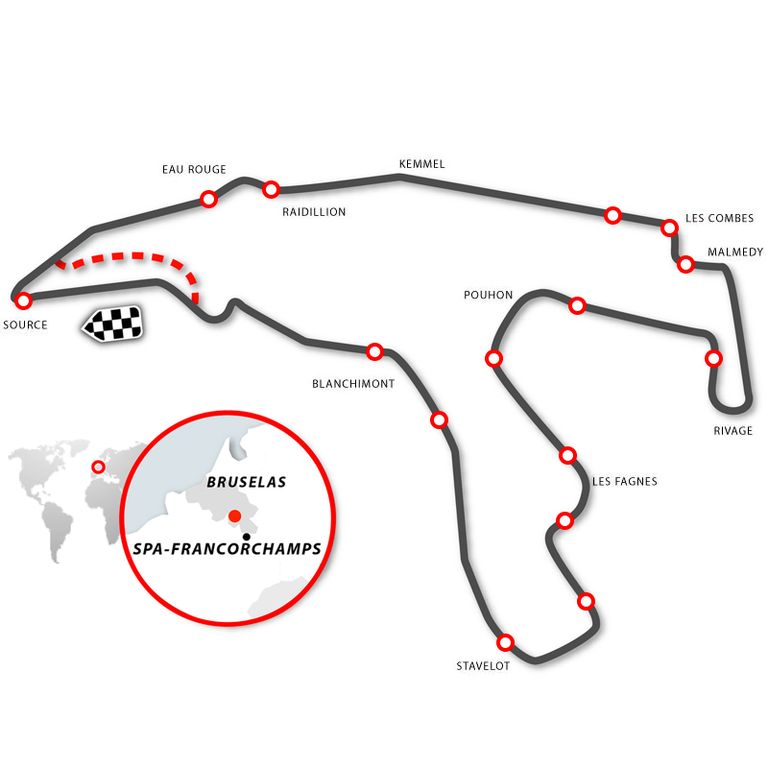 KEMMEL
EAU ROUGE
RAIDILLION
LES COMBES
MALMEDY
POUHON
SOURCE
BLANCHIMONT
RIVAGE
BRUSELAS
LES FAGNES
SPA-FRANCORCHAMPS
STAVELOT